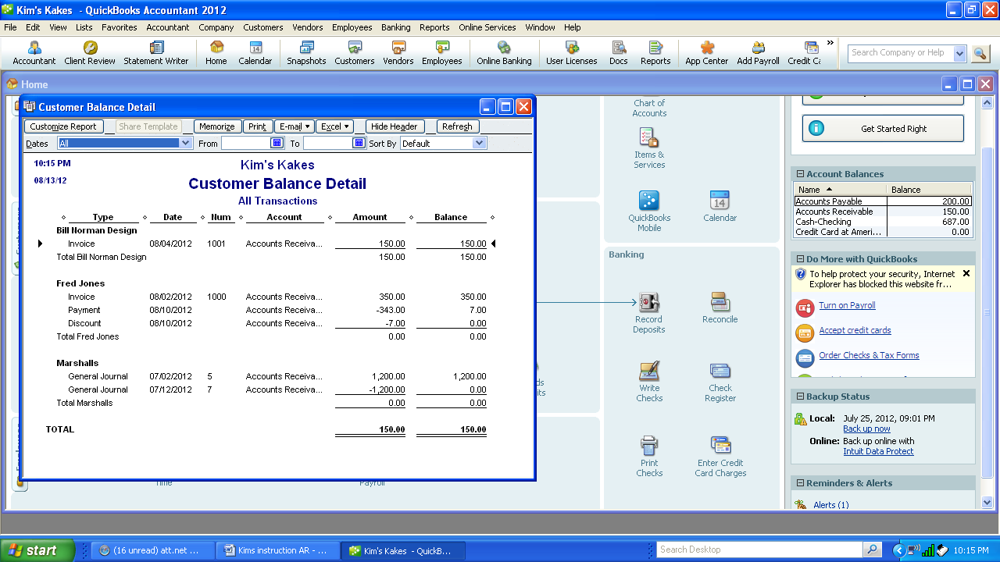 Kim's Kakes - QuickBooks Accountant 2012
File Edit View Lists Favorites Accountant Company Customers Vendors Employees Banking Reports Online Services Window Help
Accountant Client Review Statement Writer Home Calendar Snapshots Customers Vendors Employees Online Banking User Licenses Docs Reports App Center Add Payroll Credit Ca » Search Company or Help
Home
Customer Balance Detail
Customize Report Share Template Memorize Print E-mail Excel Hide Header Refresh
Dates All From To Sort By Default
10:15 PM Kim's Kakes
08/13/12 Customer Balance Detail
All Transactions
Type Date Num Account Amount Balance
Bill Norman Design
Invoice 08/04/2012 1001 Accounts Receiva... 150.00 150.00
Total Bill Norman Design 150.00 150.00
Fred Jones
Invoice 08/02/2012 1000 Accounts Receiva... 350.00 350.00
Payment 08/10/2012 Accounts Receiva... -343.00 7.00
Discount 08/10/2012 Accounts Receiva... -7.00 0.00
Total Fred Jones 0.00 0.00
Marshalls
General Journal 07/02/2012 5 Accounts Receiva... 1,200.00 1,200.00
General Journal 07/12/2012 7 Accounts Receiva... -1,200.00 0.00
Total Marshalls 0.00 0.00
TOTAL 150.00 150.00
Time Payroll
Chart of
Accounts
Items &
Services
QuickBooks
Mobile
14
Calendar
Banking
Record
Deposits
Reconcile
Write
Checks
Check
Register
Print
Checks
Enter Credit
Card Charges
Get Started Right
Account Balances
Name Balance
Accounts Payable 200.00
Accounts Receivable 150.00
Cash-Checking 687.00
Credit Card at Ameri... 0.00
Do More with QuickBooks
To help protect your security, Internet
Explorer has blocked this website fr...
Turn on Payroll
Accept credit cards
Order Checks & Tax Forms
Backup Status
Local: July 25, 2012, 09:01 PM
Back up now
Online: Back up online with
Intuit Data Protect
Reminders & Alerts
Alerts (1)
start (16 unread) att.net ... Kims instruction AR - ... Kim's Kakes - QuickB... Search Desktop 10:15 PM